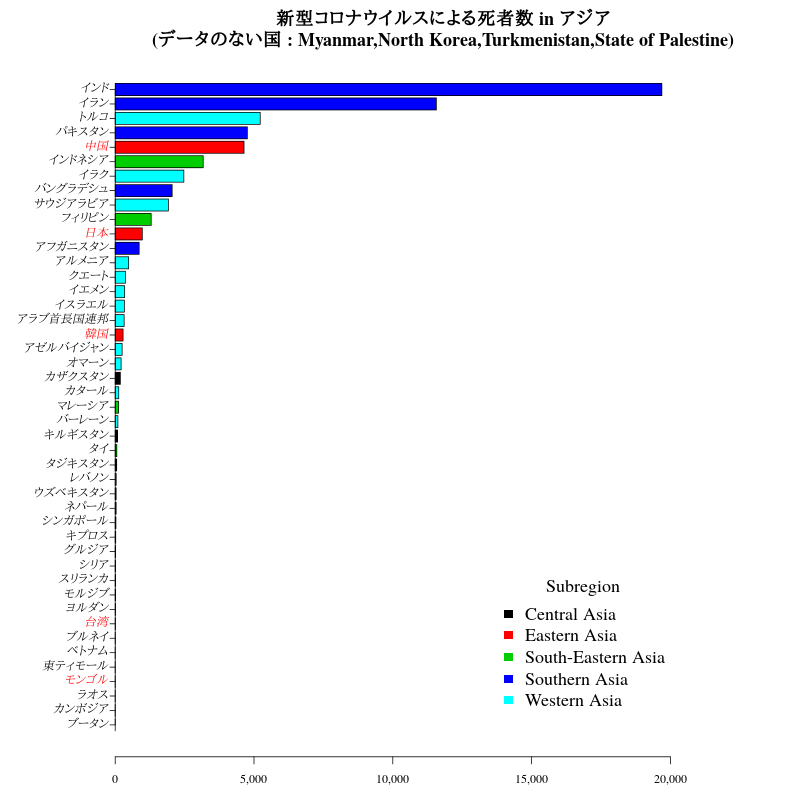 新型コロナウイルスによる死者数 in アジア
(データのない国 : Myanmar,North Korea,Turkmenistan,State of Palestine)
インド
イラン
トルコ
パキスタン
中国
インドネシア
イラク
バングラデシュ
サウジアラビア
フィリピン
日本
アフガニスタン
アルメニア
クエート
イエメン
イスラエル
アラブ首長国連邦
韓国
アゼルバイジャン
オマーン
カザクスタン
カタール
マレーシア
バーレーン
キルギスタン
タイ
タジキスタン
レバノン
ウズベキスタン
ネパール
シンガポール
キプロス
グルジア
シリア
スリランカ
モルジブ
ヨルダン
台湾
ブルネイ
ベトナム
東ティモール
モンゴル
ラオス
カンボジア
ブータン
Subregion
Central Asia
Eastern Asia
South-Eastern Asia
Southern Asia
Western Asia
0 5,000 10,000 15,000 20,000